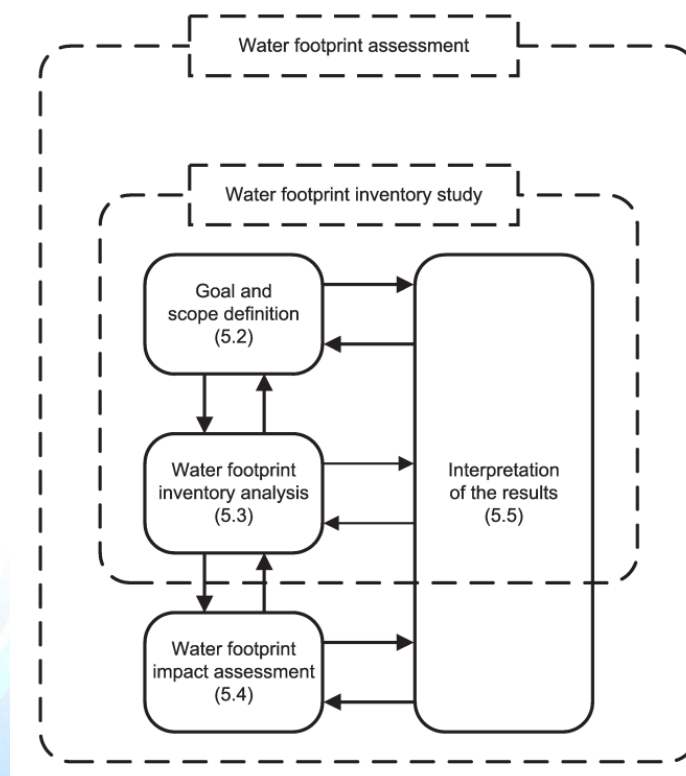 Water footprint assessment
Water footprint inventory study
Goal and
scope definition
(5.2)
Water footprint
inventory analysis
(5.3)
Interpretation
of the results
(5.5)
Water footprint
impact assessment
(5.4)